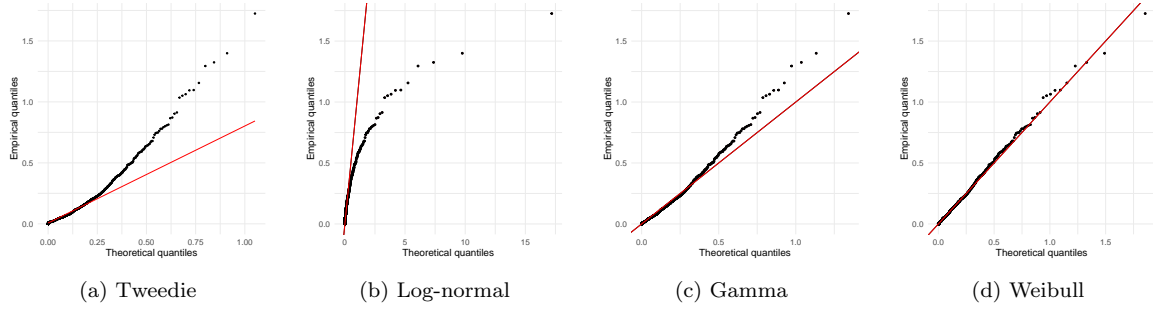 Empirical quantiles
1.5
1.0
0.5
0.0
0.00 0.25 0.50 0.75 1.00
Theoretical quantiles
(a) Tweedie
Empirical quantiles
1.5
1.0
0.5
0.0
0 5 10 15
Theoretical quantiles
(b) Log-normal
Empirical quantiles
1.5
1.0
0.5
0.0
0.0 0.5 1.0
Theoretical quantiles
(c) Gamma
Empirical quantiles
1.5
1.0
0.5
0.0
0.0 0.5 1.0 1.5
Theoretical quantiles
(d) Weibull